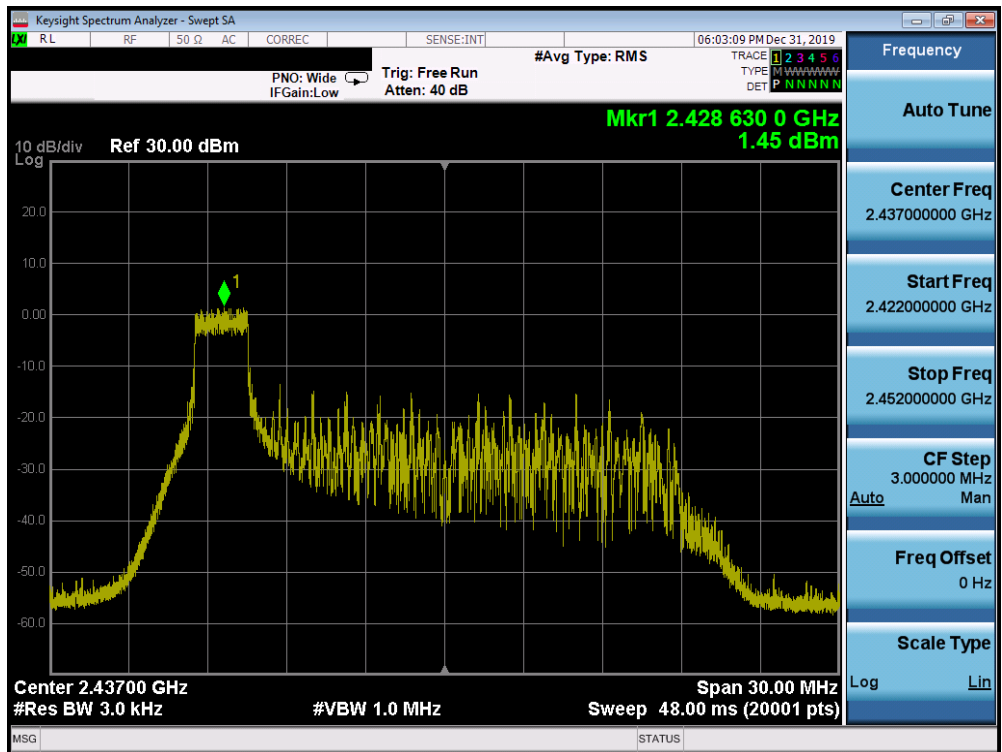 Keysight Spectrum Analyzer - Swept SA
LXI RL RF 50 Ω AC CORREC SENSE:INT 06:03:09 PM Dec 31, 2019
#Avg Type: RMS
TRACE 1 2 3 4 5 6
PNO: Wide Trig: Free Run
TYPE M WWWWW
IFGain:Low Atten: 40 dB
DET P N N N N N
Mkr1 2.428 630 0 GHz
1.45 dBm
10 dB/div Ref 30.00 dBm
Log
20.0
10.0
1
0.00
-10.0
-20.0
-30.0
-40.0
-50.0
-60.0
Center 2.43700 GHz Span 30.00 MHz
#Res BW 3.0 kHz #VBW 1.0 MHz Sweep 48.00 ms (20001 pts)
MSG STATUS
Frequency
Auto Tune
Center Freq
2.437000000 GHz
Start Freq
2.422000000 GHz
Stop Freq
2.452000000 GHz
CF Step
3.000000 MHz
Auto Man
Freq Offset
0 Hz
Scale Type
Log Lin